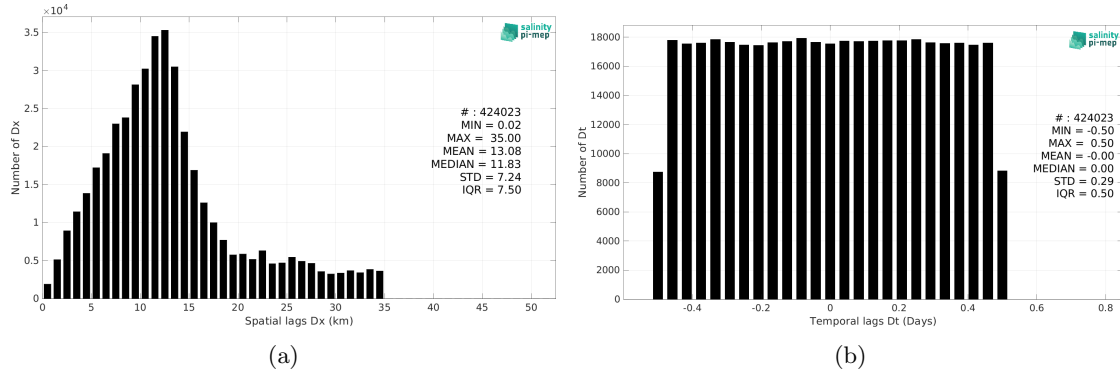 ×10⁴
3.5
3
2.5
2
1.5
1
0.5
0
Number of Dx
0 5 10 15 20 25 30 35 40 45 50
Spatial lags Dx (km)
salinity
pi-mep
# : 424023
MIN = 0.02
MAX = 35.00
MEAN = 13.08
MEDIAN = 11.83
STD = 7.24
IQR = 7.50
(a)
18000
16000
14000
12000
10000
8000
6000
4000
2000
0
Number of Dt
-0.4 -0.2 0 0.2 0.4 0.6 0.8
Temporal lags Dt (Days)
salinity
pi-mep
# : 424023
MIN = -0.50
MAX = 0.50
MEAN = -0.00
MEDIAN = 0.00
STD = 0.29
IQR = 0.50
(b)